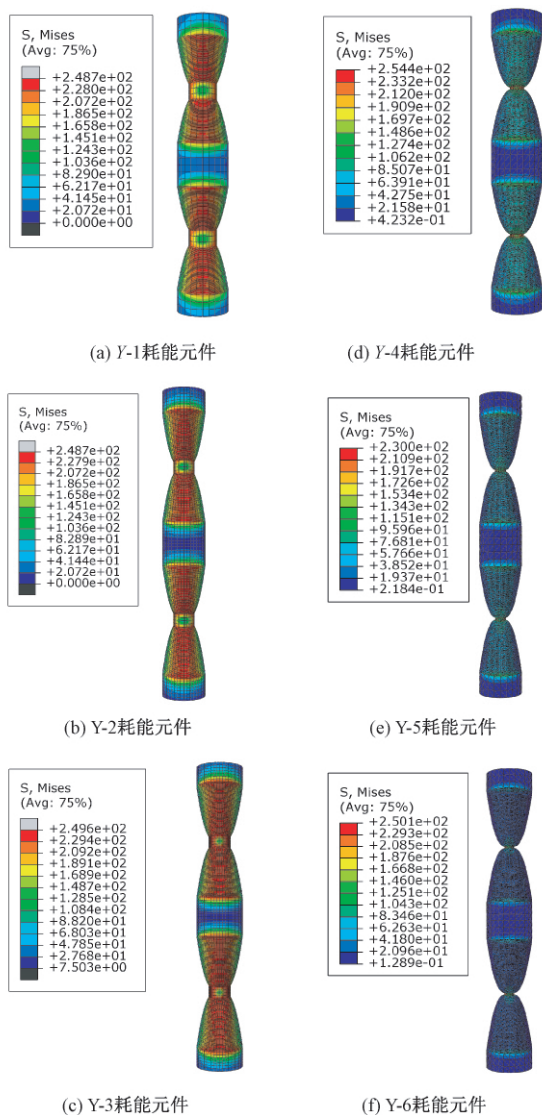 S, Mises
(Avg: 75%)
+2.487e+02
+2.280e+02
+2.072e+02
+1.865e+02
+1.658e+02
+1.451e+02
+1.243e+02
+1.036e+02
+8.290e+01
+6.217e+01
+4.145e+01
+2.072e+01
+0.000e+00
(a) Y-1耗能元件
S, Mises
(Avg: 75%)
+2.544e+02
+2.332e+02
+2.120e+02
+1.909e+02
+1.697e+02
+1.486e+02
+1.274e+02
+1.062e+02
+8.507e+01
+6.391e+01
+4.275e+01
+2.158e+01
+4.232e-01
(d) Y-4耗能元件
S, Mises
(Avg: 75%)
+2.487e+02
+2.279e+02
+2.072e+02
+1.865e+02
+1.658e+02
+1.451e+02
+1.243e+02
+1.036e+02
+8.289e+01
+6.217e+01
+4.144e+01
+2.072e+01
+0.000e+00
(b) Y-2耗能元件
S, Mises
(Avg: 75%)
+2.300e+02
+2.109e+02
+1.917e+02
+1.726e+02
+1.534e+02
+1.343e+02
+1.151e+02
+9.596e+01
+7.681e+01
+5.766e+01
+3.852e+01
+1.937e+01
+2.184e-01
(e) Y-5耗能元件
S, Mises
(Avg: 75%)
+2.496e+02
+2.294e+02
+2.092e+02
+1.891e+02
+1.689e+02
+1.487e+02
+1.285e+02
+1.084e+02
+8.820e+01
+6.803e+01
+4.785e+01
+2.768e+01
+7.503e+00
(c) Y-3耗能元件
S, Mises
(Avg: 75%)
+2.501e+02
+2.293e+02
+2.085e+02
+1.876e+02
+1.668e+02
+1.460e+02
+1.251e+02
+1.043e+02
+8.346e+01
+6.263e+01
+4.180e+01
+2.096e+01
+1.289e-01
(f) Y-6耗能元件